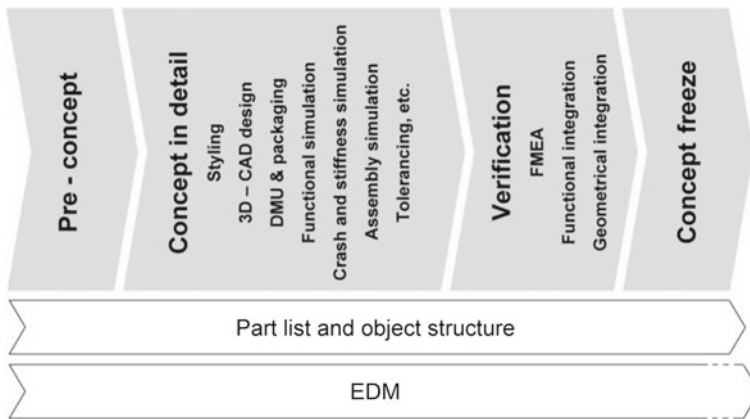 Pre - concept
Concept in detail
Styling
3D – CAD design
DMU & packaging
Functional simulation
Crash and stiffness simulation
Assembly simulation
Tolerancing, etc.
Verification
FMEA
Functional integration
Geometrical integration
Concept freeze
Part list and object structure
EDM